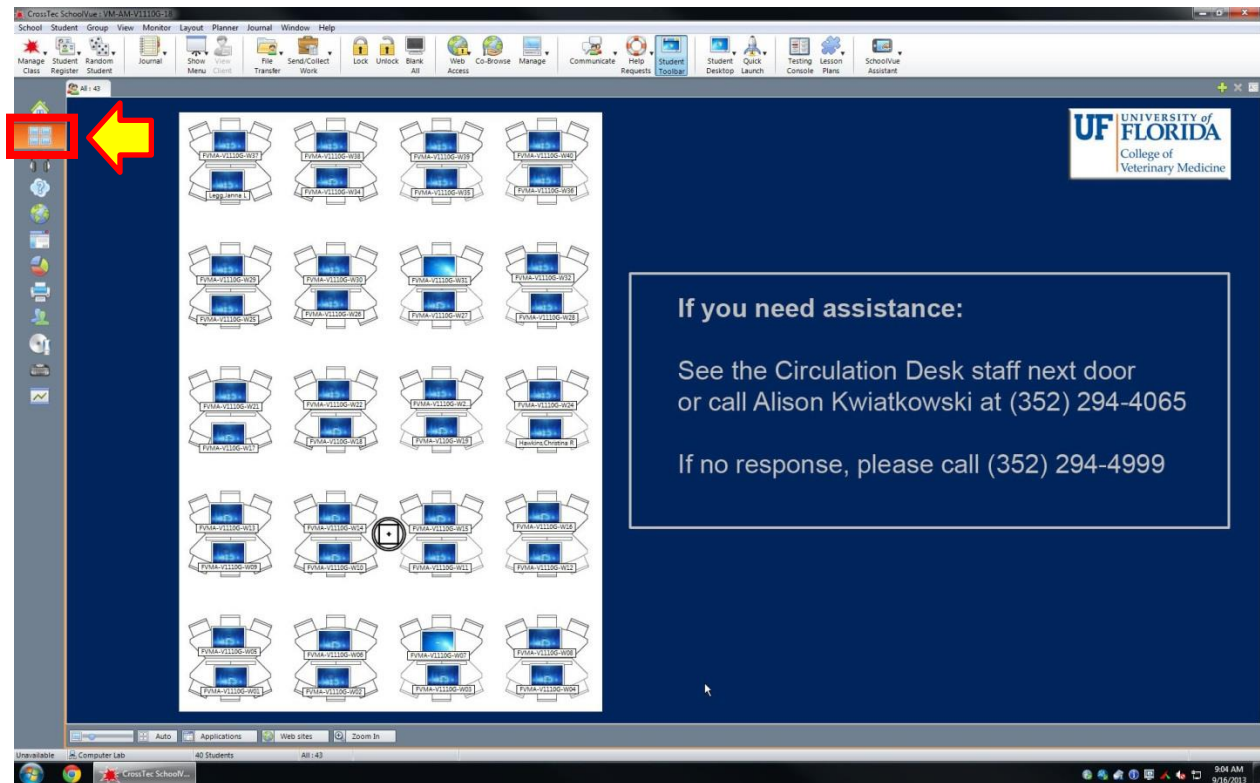 CrossTec SchoolVue : VM-AM-V1110G-18
School Student Group View Monitor Layout Planner Journal Window Help
Manage Class
Student Register
Random Student
Journal
Show Menu
View Client
File Transfer
Send/Collect Work
Lock
Unlock
Blank All
Web Access
Co-Browse
Manage
Communicate
Help Requests
Student Toolbar
Student Desktop
Quick Launch
Testing Console
Lesson Plans
SchoolVue Assistant
All : 43
UF UNIVERSITY of
FLORIDA
College of
Veterinary Medicine
FVMA-V1110G-W37 FVMA-V1110G-W38 FVMA-V1110G-W39 FVMA-V1110G-W40
Legg,Janna L FVMA-V1110G-W34 FVMA-V1110G-W35 FVMA-V1110G-W36
FVMA-V1110G-W29 FVMA-V1110G-W30 FVMA-V1110G-W31 FVMA-V1110G-W32
FVMA-V1110G-W25 FVMA-V1110G-W26 FVMA-V1110G-W27 FVMA-V1110G-W28
FVMA-V1110G-W21 FVMA-V1110G-W22 FVMA-V1110G-W2... FVMA-V1110G-W24
FVMA-V1110G-W17 FVMA-V1110G-W18 FVMA-V1110G-W19 Hawkins,Christina R
FVMA-V1110G-W13 FVMA-V1110G-W14 FVMA-V1110G-W15 FVMA-V1110G-W16
FVMA-V1110G-W09 FVMA-V1110G-W10 FVMA-V1110G-W11 FVMA-V1110G-W12
FVMA-V1110G-W05 FVMA-V1110G-W06 FVMA-V1110G-W07 FVMA-V1110G-W08
FVMA-V1110G-W01 FVMA-V1110G-W02 FVMA-V1110G-W03 FVMA-V1110G-W04
If you need assistance:
See the Circulation Desk staff next door
or call Alison Kwiatkowski at (352) 294-4065
If no response, please call (352) 294-4999
Auto Applications Web sites Zoom In
Unavailable Computer Lab 40 Students All : 43
CrossTec SchoolV...
9:04 AM
9/16/2013